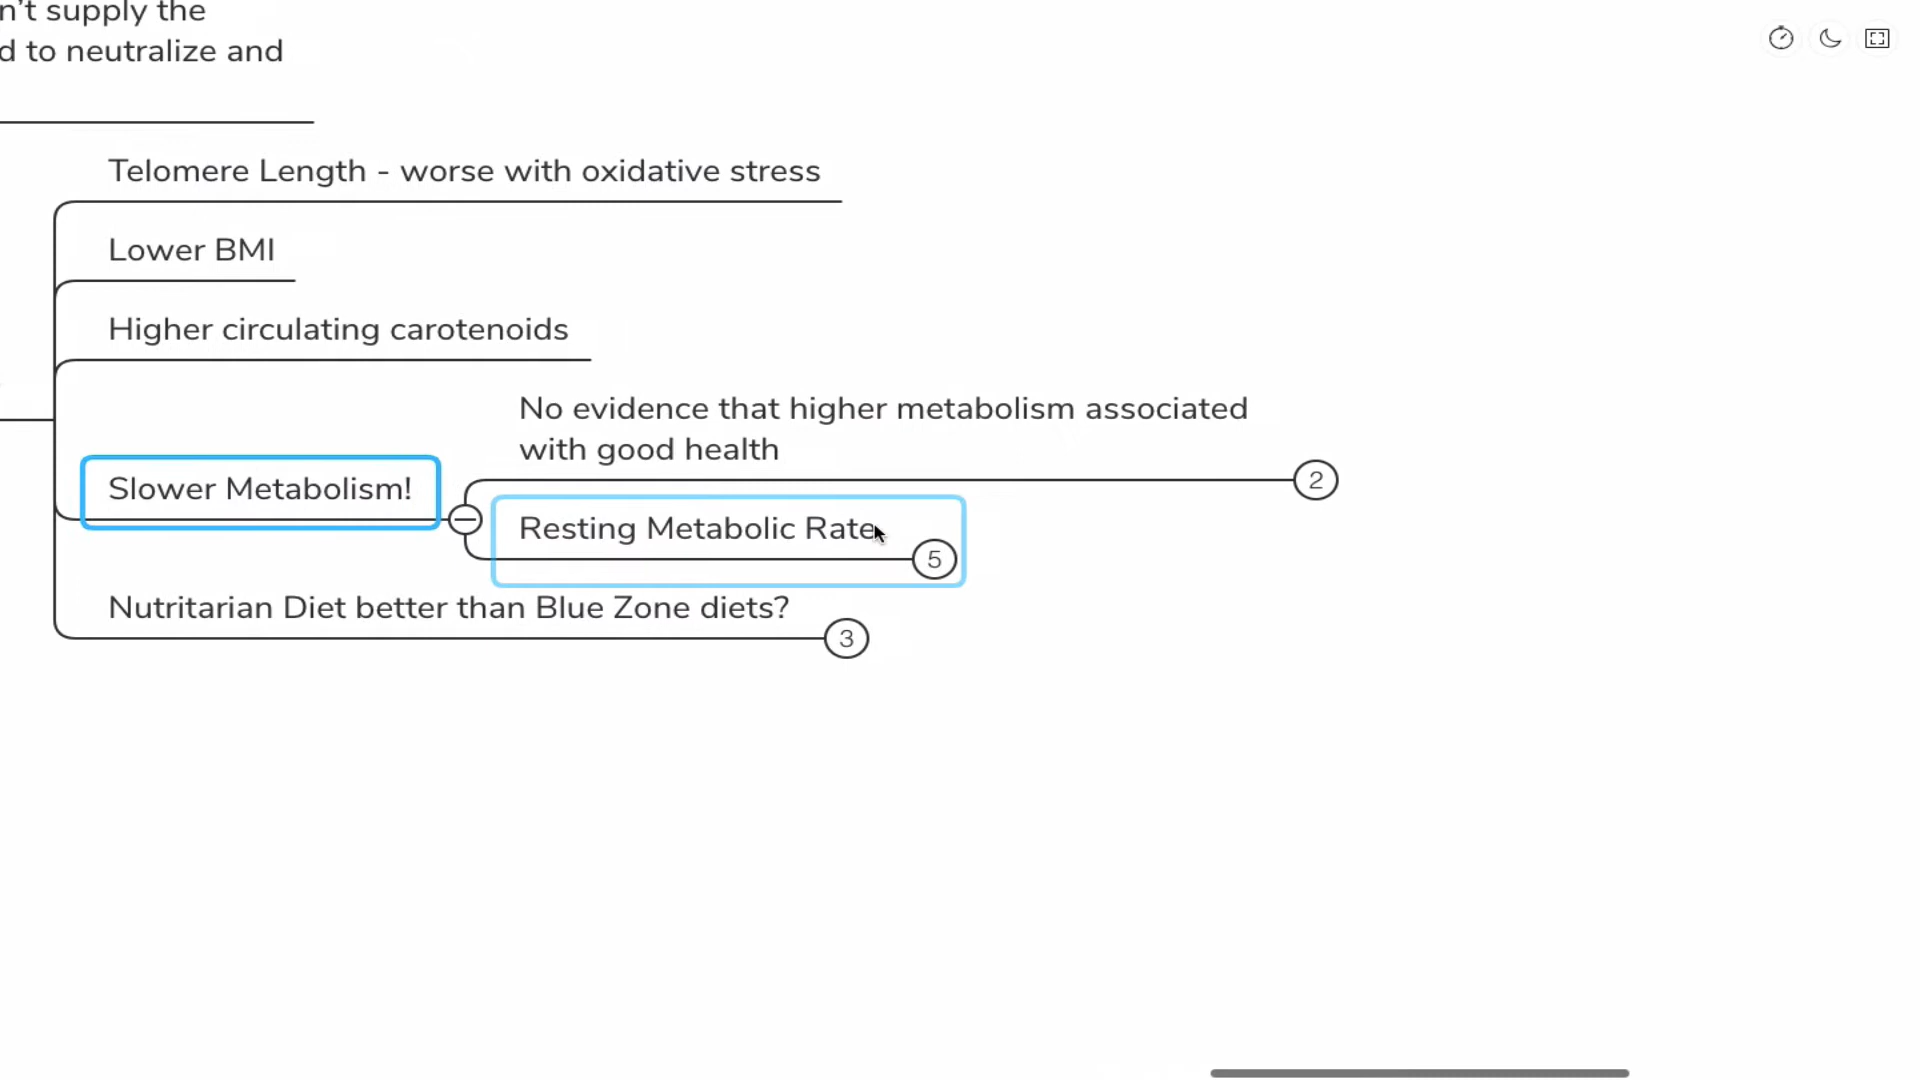 n't supply the
d to neutralize and
Telomere Length - worse with oxidative stress
Lower BMI
Higher circulating carotenoids
No evidence that higher metabolism associated
with good health
2
Slower Metabolism!
Resting Metabolic Rate
5
Nutritarian Diet better than Blue Zone diets?
3